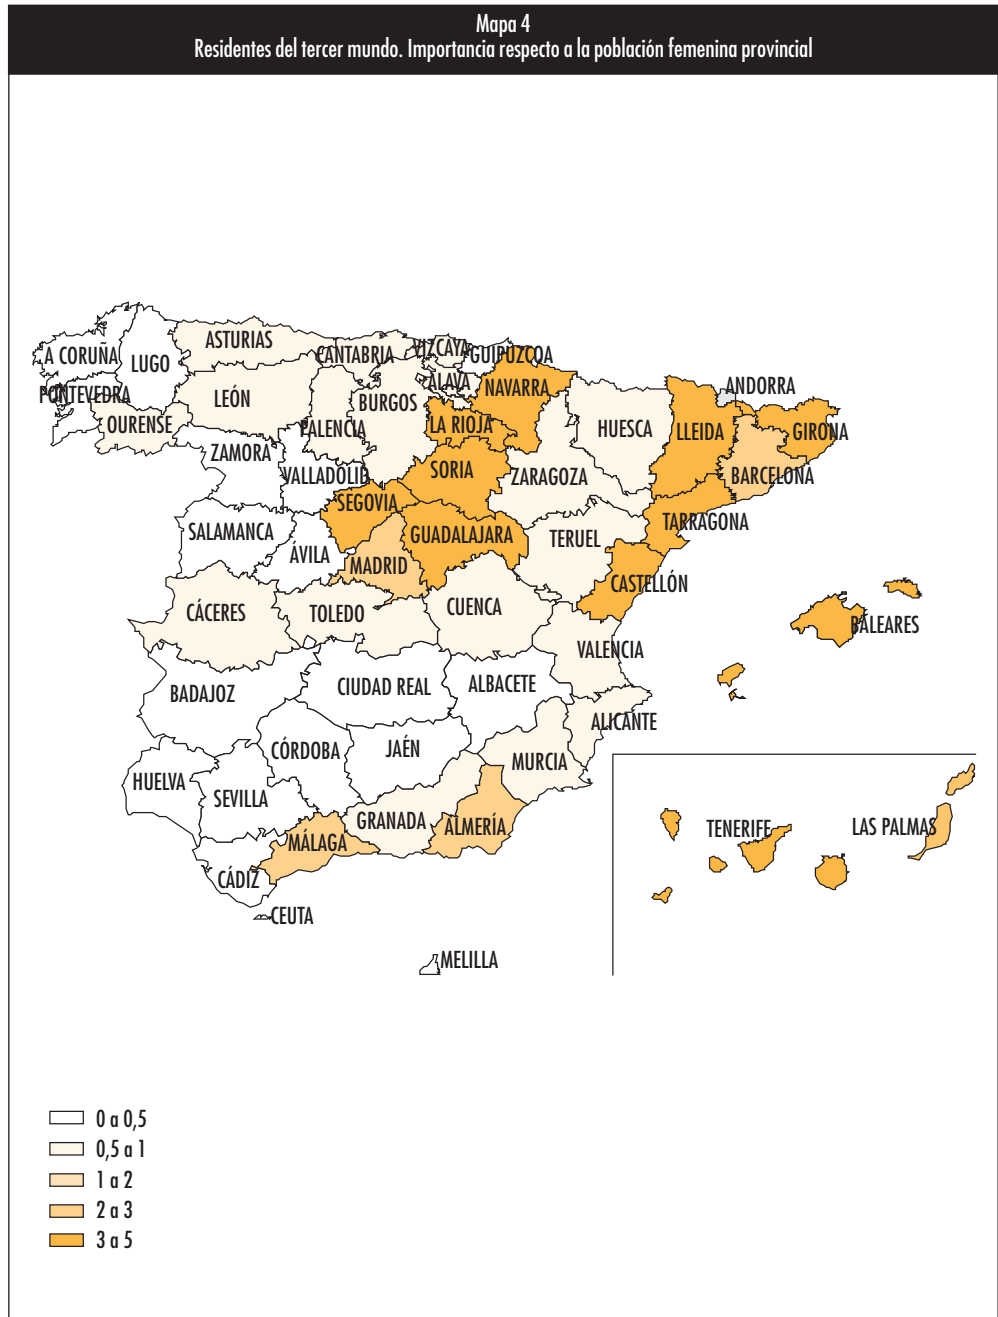 Mapa 4
Residentes del tercer mundo. Importancia respecto a la población femenina provincial
A CORUÑA
LUGO
ASTURIAS
CANTABRIA
VIZCAYA
GUIPÚZCOA
PONTEVEDRA
OURENSE
LEÓN
PALENCIA
BURGOS
ÁLAVA
NAVARRA
LA RIOJA
HUESCA
ANDORRA
LLEIDA
GIRONA
BARCELONA
ZAMORA
VALLADOLID
SORIA
ZARAGOZA
TARRAGONA
SEGOVIA
SALAMANCA
ÁVILA
MADRID
GUADALAJARA
TERUEL
CASTELLÓN
CÁCERES
TOLEDO
CUENCA
BALEARES
VALENCIA
BADAJOZ
CIUDAD REAL
ALBACETE
ALICANTE
HUELVA
SEVILLA
CÓRDOBA
JAÉN
MURCIA
GRANADA
ALMERÍA
MÁLAGA
CÁDIZ
CEUTA
MELILLA
TENERIFE
LAS PALMAS
0 a 0,5
0,5 a 1
1 a 2
2 a 3
3 a 5